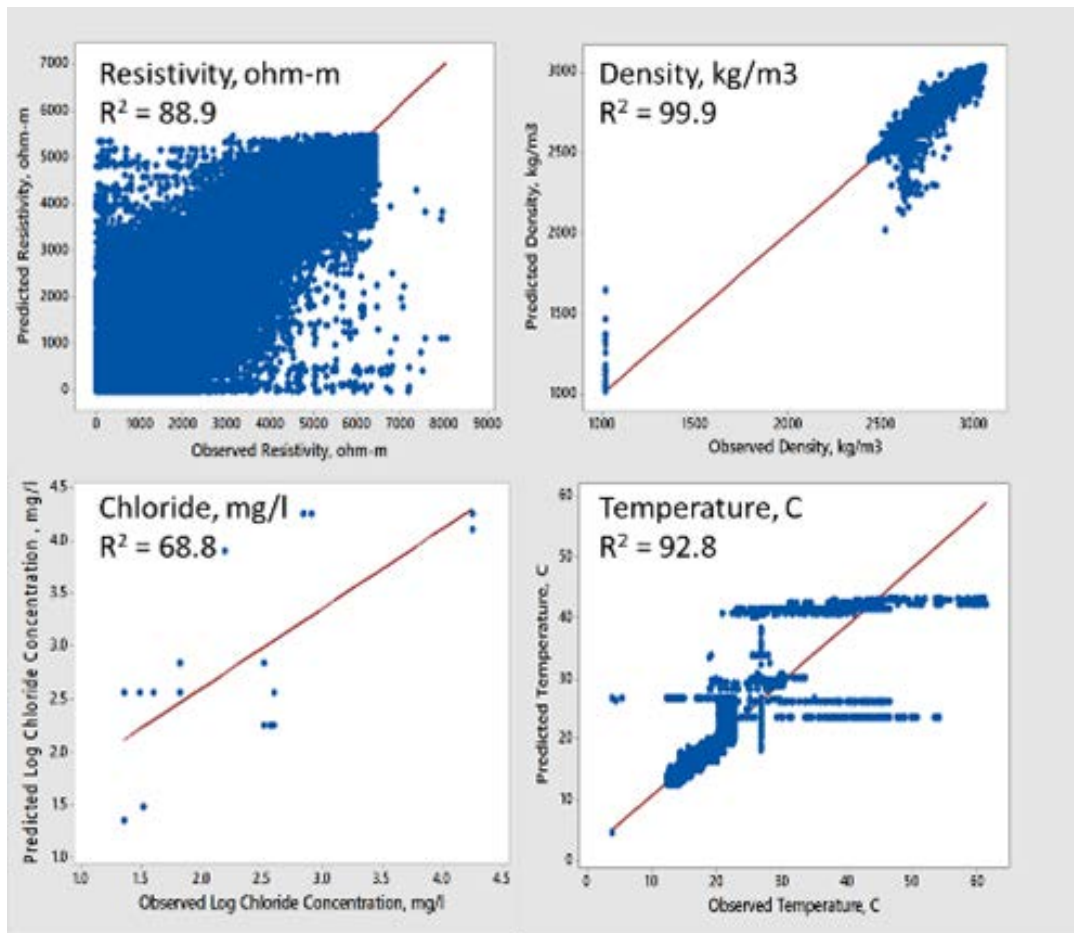 Resistivity, ohm-m
R² = 88.9
Predicted Resistivity, ohm-m
7000
6000
5000
4000
3000
2000
1000
0
0 1000 2000 3000 4000 5000 6000 7000 8000 9000
Observed Resistivity, ohm-m
Density, kg/m3
R² = 99.9
Predicted Density, kg/m3
3000
2500
2000
1500
1000
1000 1500 2000 2500 3000
Observed Density, kg/m3
Chloride, mg/l
R² = 68.8
Predicted Log Chloride Concentration , mg/l
4.5
4.0
3.5
3.0
2.5
2.0
1.5
1.0
1.0 1.5 2.0 2.5 3.0 3.5 4.0 4.5
Observed Log Chloride Concentration, mg/l
Temperature, C
R² = 92.8
Predicted Temperature, C
60
50
40
30
20
10
0
0 10 20 30 40 50 60
Observed Temperature, C